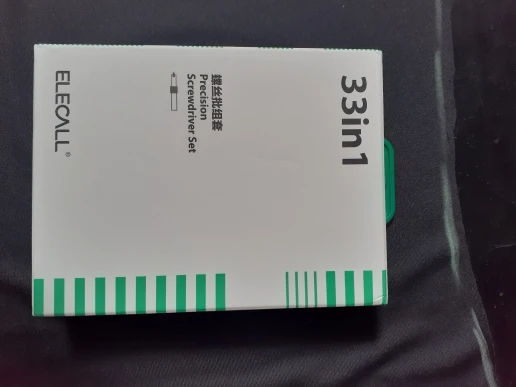 33in1
螺丝批组套
Precision
Screwdriver Set
ELECALL®